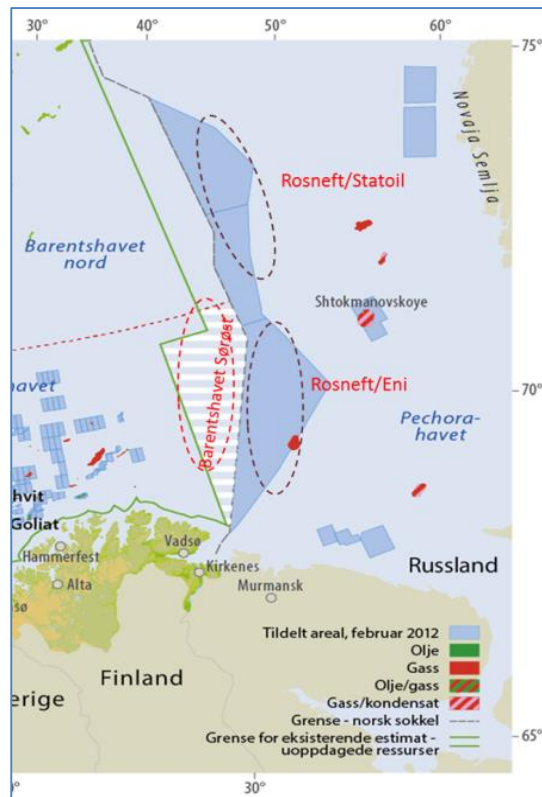 30°
40°
50°
60°
75°
Novaja Semlja
Rosneft/Statoil
Barentshavet
nord
Shtokmanovskoye
Barentshavet Sørøst
Rosneft/Eni
70°
havet
Pechora-
havet
hvit
Goliat
Vadsø
Hammerfest
Kirkenes
Alta
Murmansk
Russland
sø
Tildelt areal, februar 2012
Olje
Gass
Olje/gass
Gass/kondensat
Grense - norsk sokkel
Grense for eksisterende estimat -
uoppdagede ressurser
Finland
erige
65°
0°
30°